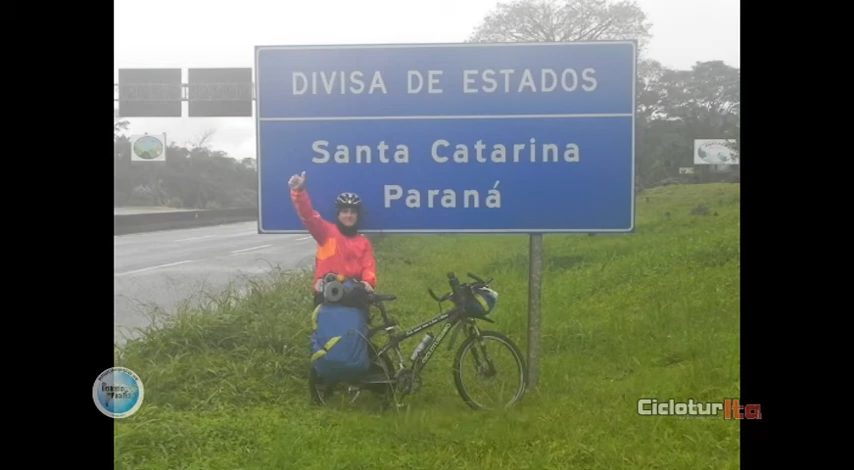 DIVISA DE ESTADOS
Santa Catarina
Paraná
CicloturIta